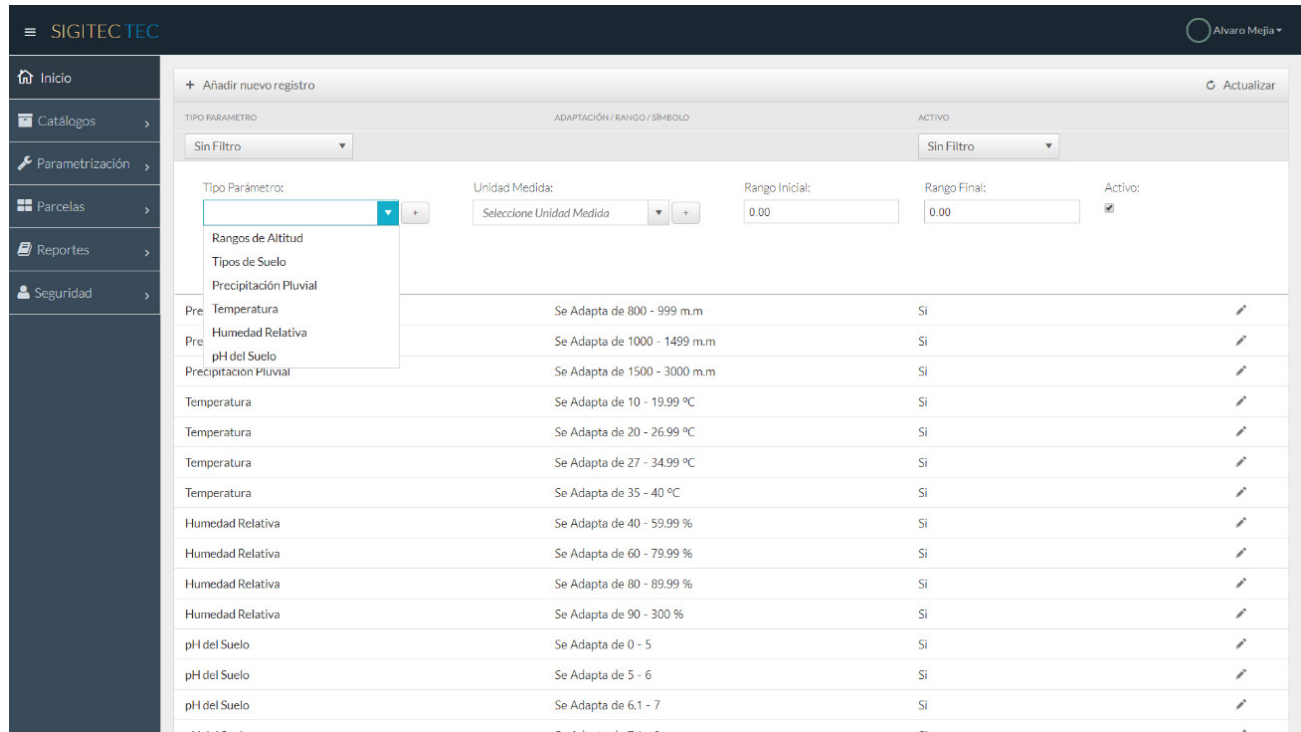 SIGITEC TEC
Alvaro Mejia
Inicio
Catálogos
Parametrización
Parcelas
Reportes
Seguridad
+ Añadir nuevo registro Actualizar
TIPO PARAMETRO ADAPTACIÓN / RANGO / SÍMBOLO ACTIVO
Sin Filtro Sin Filtro
Tipo Parámetro: Unidad Medida: Rango Inicial: Rango Final: Activo:
+ Seleccione Unidad Medida + 0.00 0.00
Rangos de Altitud
Tipos de Suelo
Precipitación Pluvial
Temperatura
Humedad Relativa
pH del Suelo
Pre Se Adapta de 800 - 999 m.m Si
Pre Se Adapta de 1000 - 1499 m.m Si
Precipitación Pluvial Se Adapta de 1500 - 3000 m.m Si
Temperatura Se Adapta de 10 - 19.99 ºC Si
Temperatura Se Adapta de 20 - 26.99 ºC Si
Temperatura Se Adapta de 27 - 34.99 ºC Si
Temperatura Se Adapta de 35 - 40 ºC Si
Humedad Relativa Se Adapta de 40 - 59.99 % Si
Humedad Relativa Se Adapta de 60 - 79.99 % Si
Humedad Relativa Se Adapta de 80 - 89.99 % Si
Humedad Relativa Se Adapta de 90 - 300 % Si
pH del Suelo Se Adapta de 0 - 5 Si
pH del Suelo Se Adapta de 5 - 6 Si
pH del Suelo Se Adapta de 6.1 - 7 Si